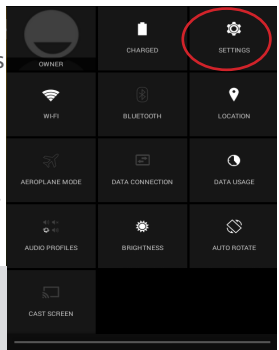 s
OWNER
CHARGED
SETTINGS
WI-FI
BLUETOOTH
LOCATION
AEROPLANE MODE
DATA CONNECTION
DATA USAGE
AUDIO PROFILES
BRIGHTNESS
AUTO ROTATE
CAST SCREEN